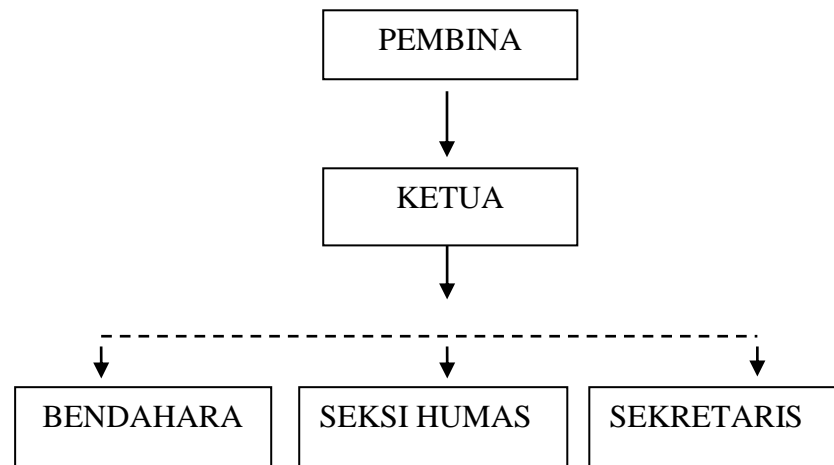 PEMBINA
KETUA
BENDAHARA
SEKSI HUMAS
SEKRETARIS